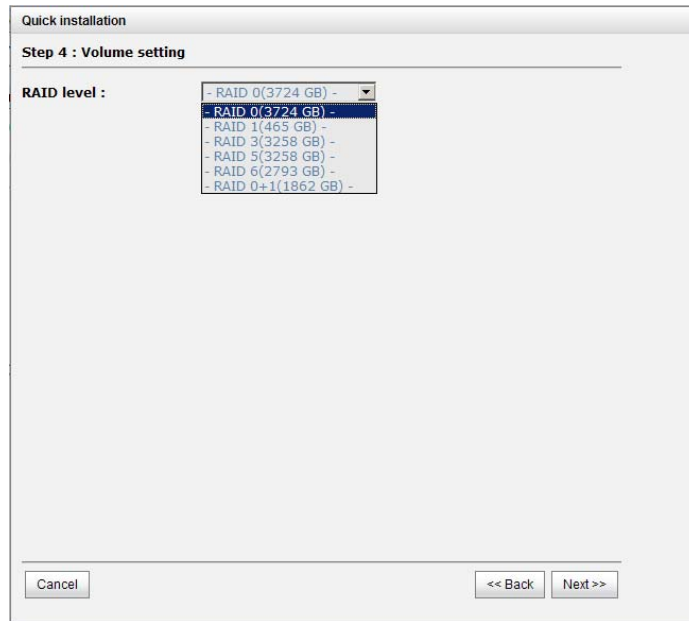 Quick installation
Step 4 : Volume setting
RAID level :
- RAID 0(3724 GB) -
- RAID 0(3724 GB) -
- RAID 1(465 GB) -
- RAID 3(3258 GB) -
- RAID 5(3258 GB) -
- RAID 6(2793 GB) -
- RAID 0+1(1862 GB) -
Cancel
<< Back
Next >>